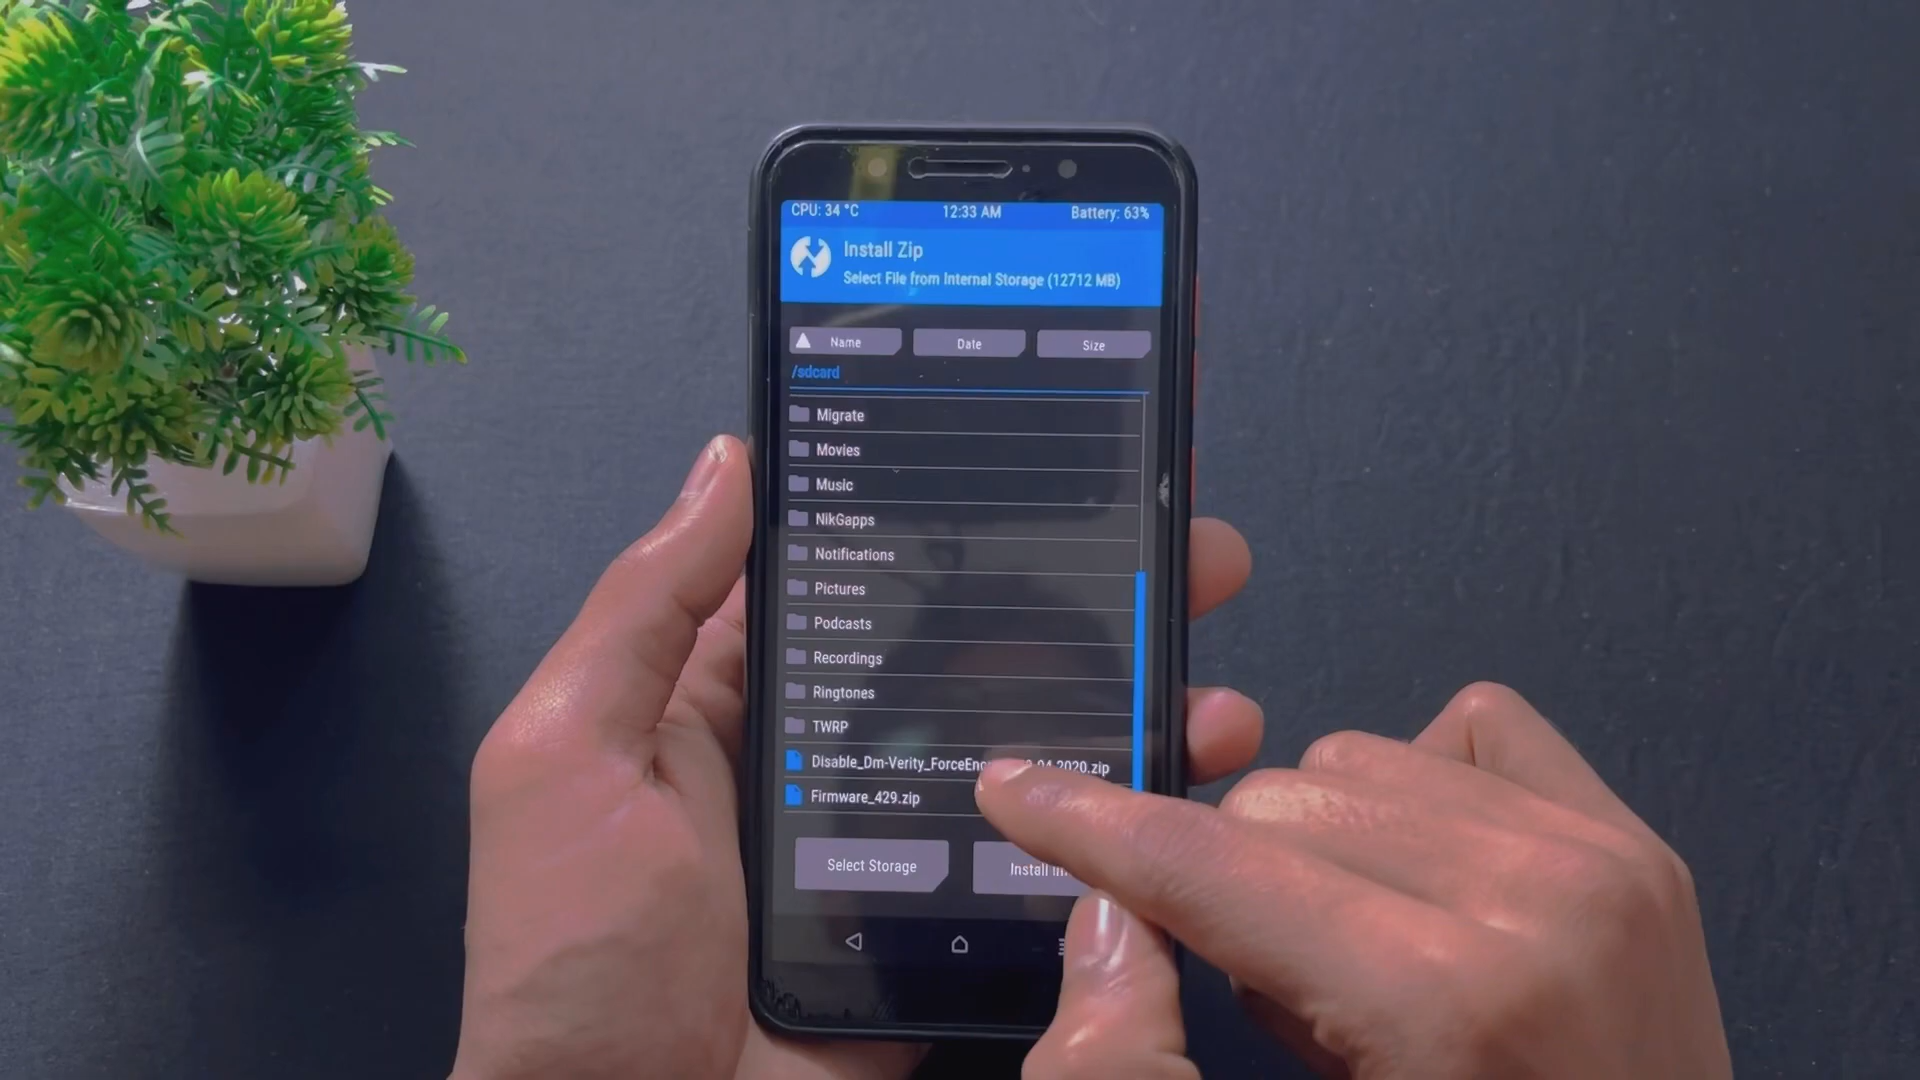 CPU: 34 °C 12:33 AM Battery: 63%
Install Zip
Select File from Internal Storage (12712 MB)
Name Date Size
/sdcard
Migrate
Movies
Music
NikGapps
Notifications
Pictures
Podcasts
Recordings
Ringtones
TWRP
Disable_Dm-Verity_ForceEnc 04.2020.zip
Firmware_429.zip
Select Storage Install